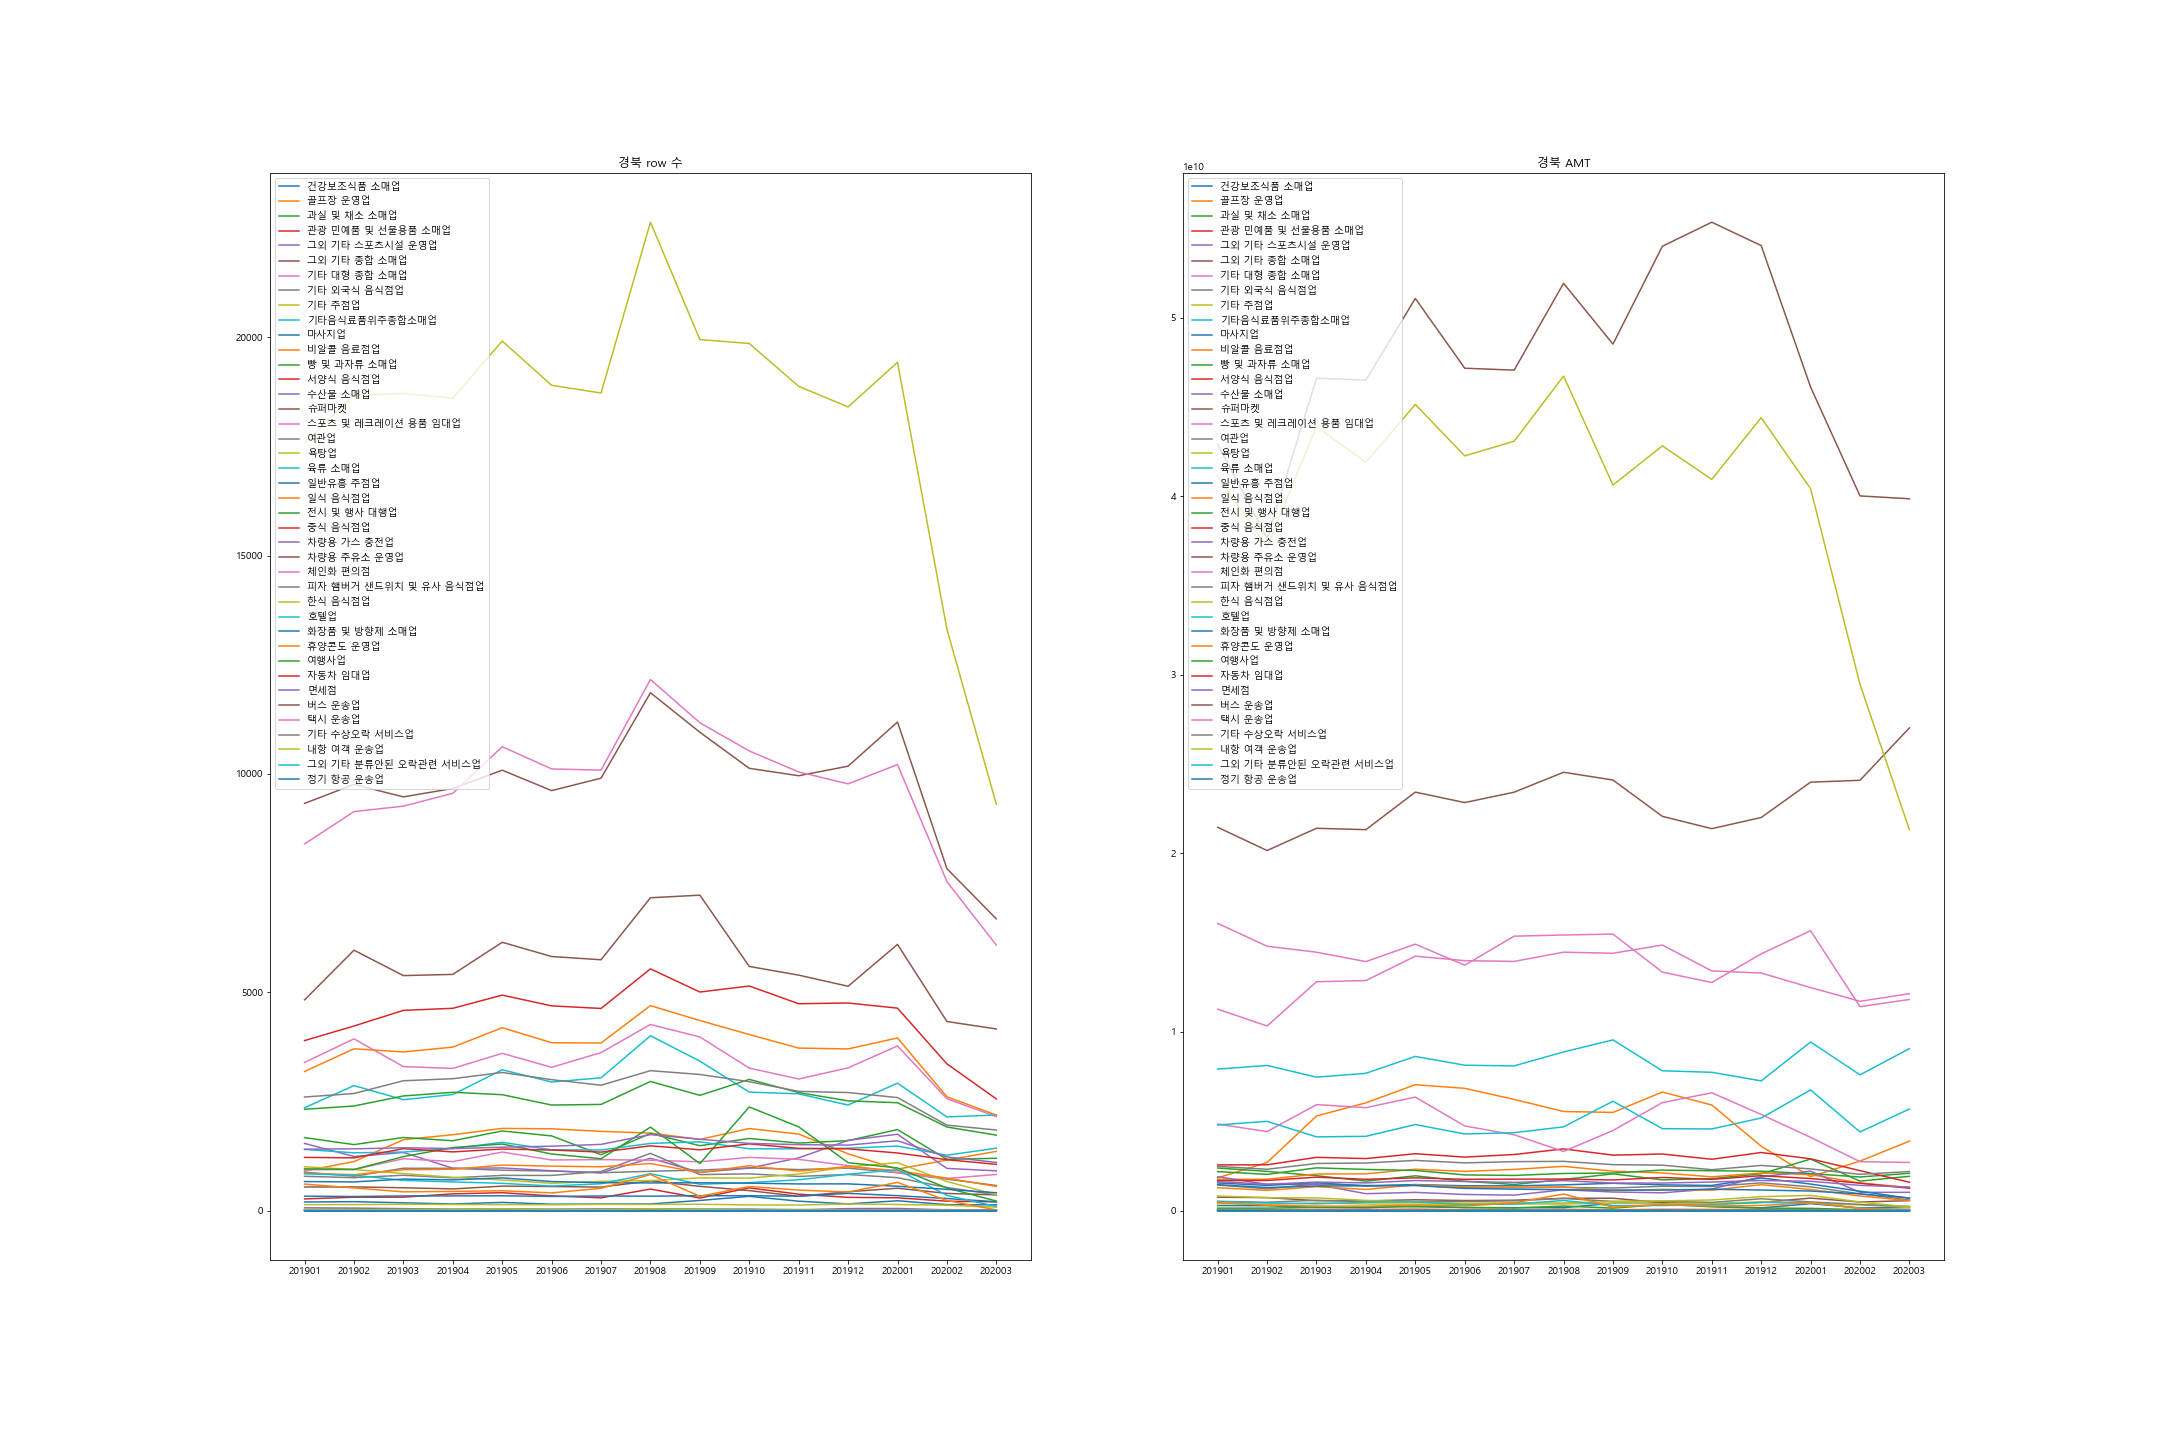 경북 row 수
건강보조식품 소매업
골프장 운영업
과실 및 채소 소매업
관광 민예품 및 선물용품 소매업
그외 기타 스포츠시설 운영업
그외 기타 종합 소매업
기타 대형 종합 소매업
기타 외국식 음식점업
기타 주점업
기타음식료품위주종합소매업
마사지업
비알콜 음료점업
빵 및 과자류 소매업
서양식 음식점업
수산물 소매업
슈퍼마켓
스포츠 및 레크레이션 용품 임대업
여관업
욕탕업
육류 소매업
일반유흥 주점업
일식 음식점업
전시 및 행사 대행업
중식 음식점업
차량용 가스 충전업
차량용 주유소 운영업
체인화 편의점
피자 햄버거 샌드위치 및 유사 음식점업
한식 음식점업
호텔업
화장품 및 방향제 소매업
휴양콘도 운영업
여행사업
자동차 임대업
면세점
버스 운송업
택시 운송업
기타 수상오락 서비스업
내항 여객 운송업
그외 기타 분류안된 오락관련 서비스업
정기 항공 운송업
20000
15000
10000
5000
0
201901 201902 201903 201904 201905 201906 201907 201908 201909 201910 201911 201912 202001 202002 202003
경북 AMT
1e10
건강보조식품 소매업
골프장 운영업
과실 및 채소 소매업
관광 민예품 및 선물용품 소매업
그외 기타 스포츠시설 운영업
그외 기타 종합 소매업
기타 대형 종합 소매업
기타 외국식 음식점업
기타 주점업
기타음식료품위주종합소매업
마사지업
비알콜 음료점업
빵 및 과자류 소매업
서양식 음식점업
수산물 소매업
슈퍼마켓
스포츠 및 레크레이션 용품 임대업
여관업
욕탕업
육류 소매업
일반유흥 주점업
일식 음식점업
전시 및 행사 대행업
중식 음식점업
차량용 가스 충전업
차량용 주유소 운영업
체인화 편의점
피자 햄버거 샌드위치 및 유사 음식점업
한식 음식점업
호텔업
화장품 및 방향제 소매업
휴양콘도 운영업
여행사업
자동차 임대업
면세점
버스 운송업
택시 운송업
기타 수상오락 서비스업
내항 여객 운송업
그외 기타 분류안된 오락관련 서비스업
정기 항공 운송업
5
4
3
2
1
0
201901 201902 201903 201904 201905 201906 201907 201908 201909 201910 201911 201912 202001 202002 202003